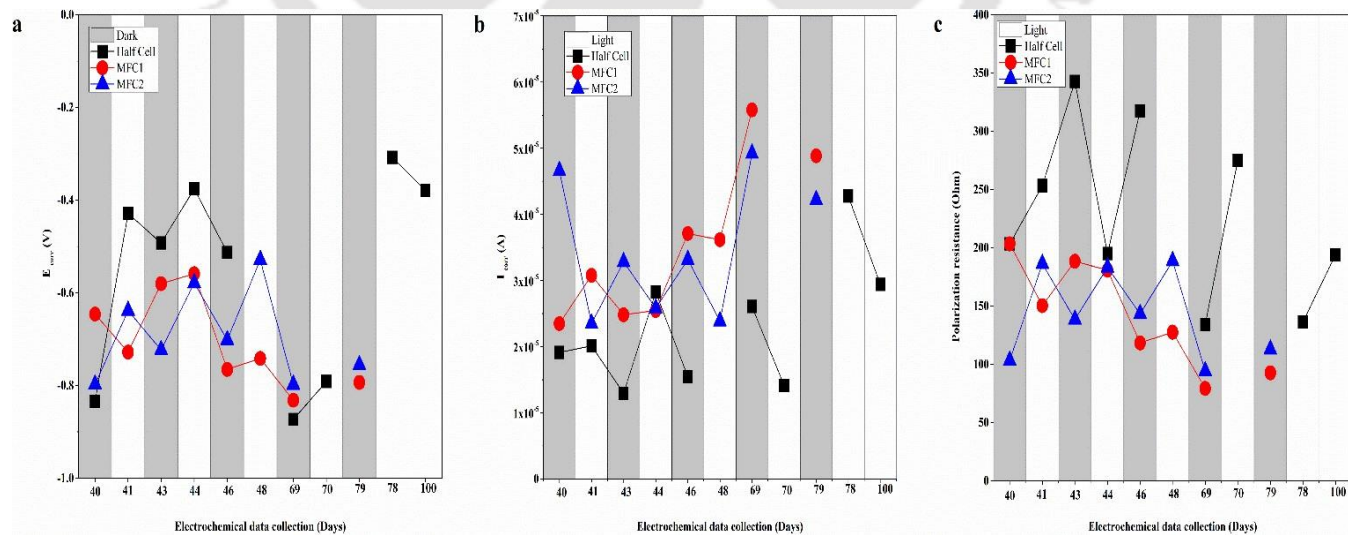 a
E corr (V)
0.0
-0.2
-0.4
-0.6
-0.8
-1.0
Dark
Half Cell
MFC1
MFC2
40 41 43 44 46 48 69 70 79 78 100
Electrochemical data collection (Days)
b
I corr (A)
7x10⁻⁵
6x10⁻⁵
5x10⁻⁵
4x10⁻⁵
3x10⁻⁵
2x10⁻⁵
1x10⁻⁵
0
Light
Half Cell
MFC1
MFC2
40 41 43 44 46 48 69 70 79 78 100
Electrochemical data collection (Days)
c
Polarization resistance (Ohm)
400
350
300
250
200
150
100
50
0
Light
Half Cell
MFC1
MFC2
40 41 43 44 46 48 69 70 79 78 100
Electrochemical data collection (Days)